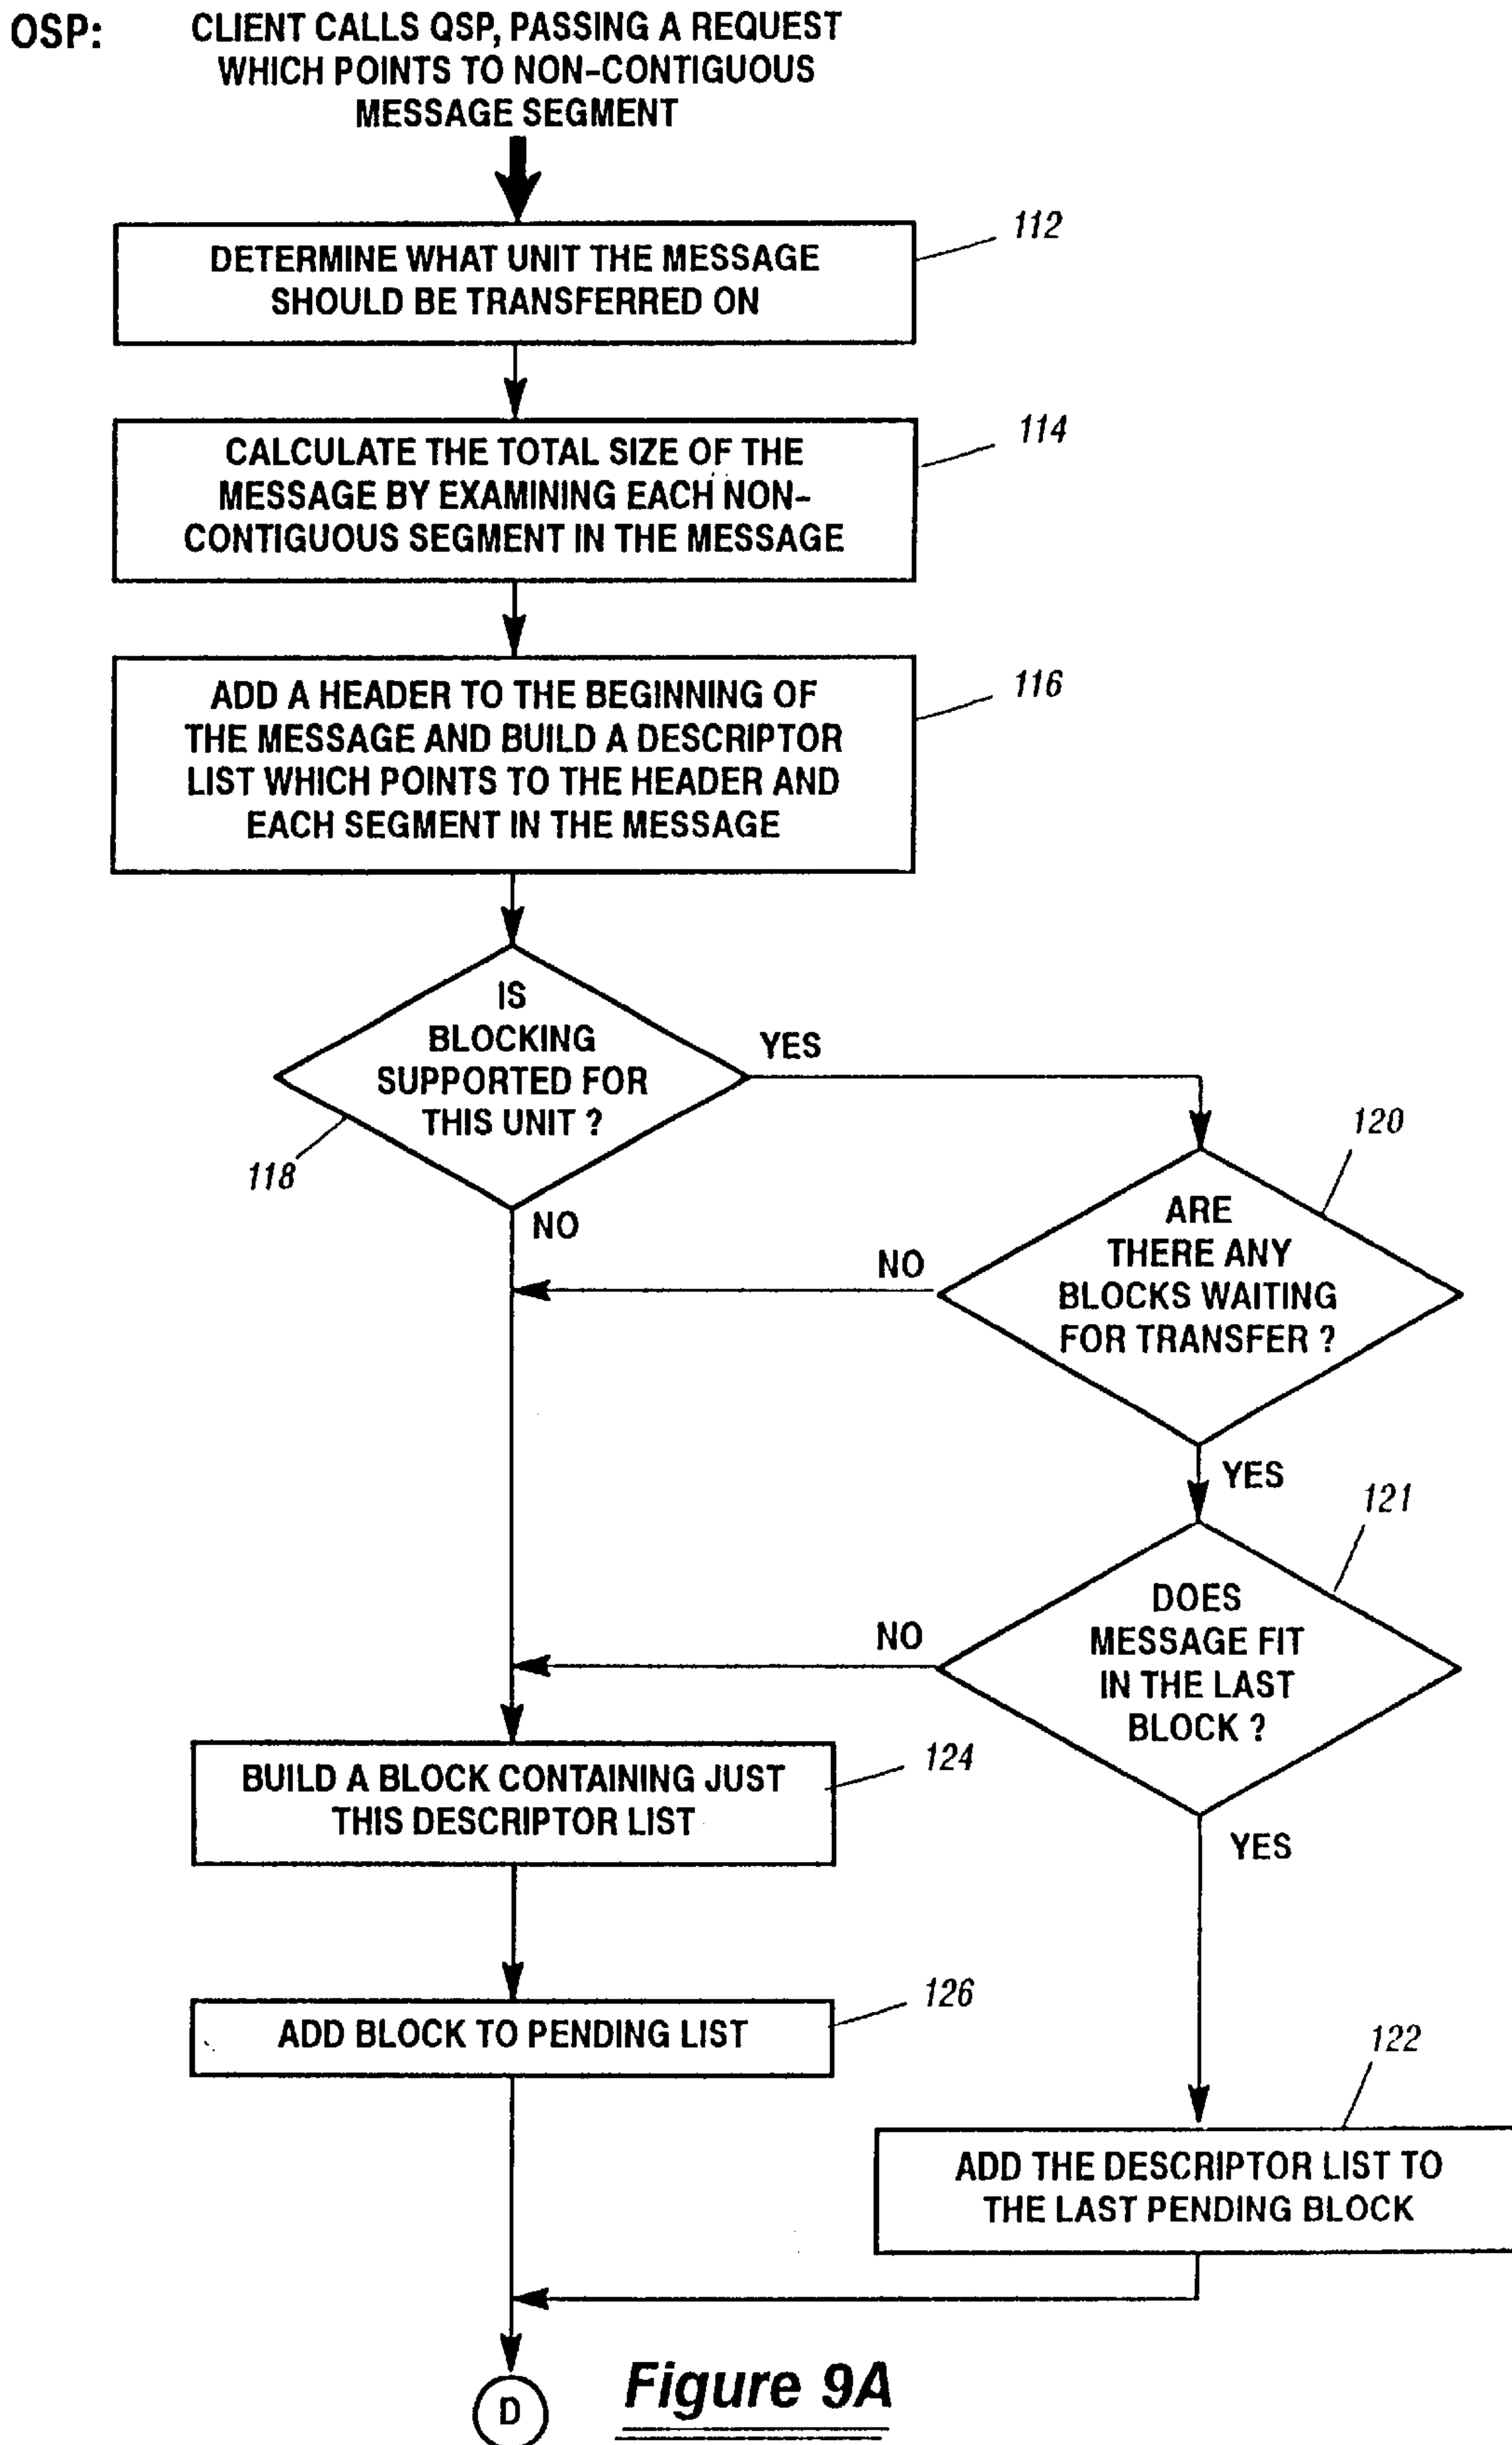 OSP:
CLIENT CALLS QSP, PASSING A REQUEST
WHICH POINTS TO NON-CONTIGUOUS
MESSAGE SEGMENT
112
DETERMINE WHAT UNIT THE MESSAGE
SHOULD BE TRANSFERRED ON
114
CALCULATE THE TOTAL SIZE OF THE
MESSAGE BY EXAMINING EACH NON-
CONTIGUOUS SEGMENT IN THE MESSAGE
116
ADD A HEADER TO THE BEGINNING OF
THE MESSAGE AND BUILD A DESCRIPTOR
LIST WHICH POINTS TO THE HEADER AND
EACH SEGMENT IN THE MESSAGE
IS
BLOCKING
SUPPORTED FOR
THIS UNIT ?
YES
118
NO
120
ARE
THERE ANY
BLOCKS WAITING
FOR TRANSFER ?
NO
YES
121
DOES
MESSAGE FIT
IN THE LAST
BLOCK ?
NO
YES
124
BUILD A BLOCK CONTAINING JUST
THIS DESCRIPTOR LIST
126
ADD BLOCK TO PENDING LIST
122
ADD THE DESCRIPTOR LIST TO
THE LAST PENDING BLOCK
D
Figure 9A